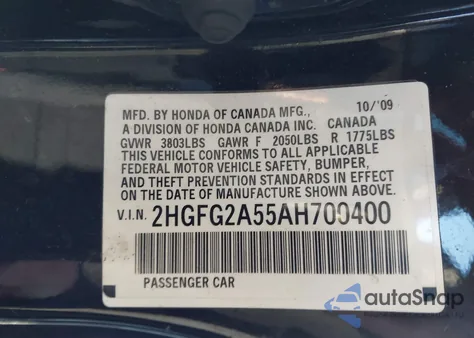 MFD. BY HONDA OF CANADA MFG., 10/'09
A DIVISION OF HONDA CANADA INC. CANADA
GVWR 3803LBS GAWR F 2050LBS R 1775LBS
THIS VEHICLE CONFORMS TO ALL APPLICABLE
FEDERAL MOTOR VEHICLE SAFETY, BUMPER,
AND THEFT PREVENTION STANDARDS IN EFFECT
ON THE DATE OF MANUFACTURE SHOWN ABOVE.
V.I.N. 2HGFG2A55AH700400
PASSENGER CAR
autoSnap